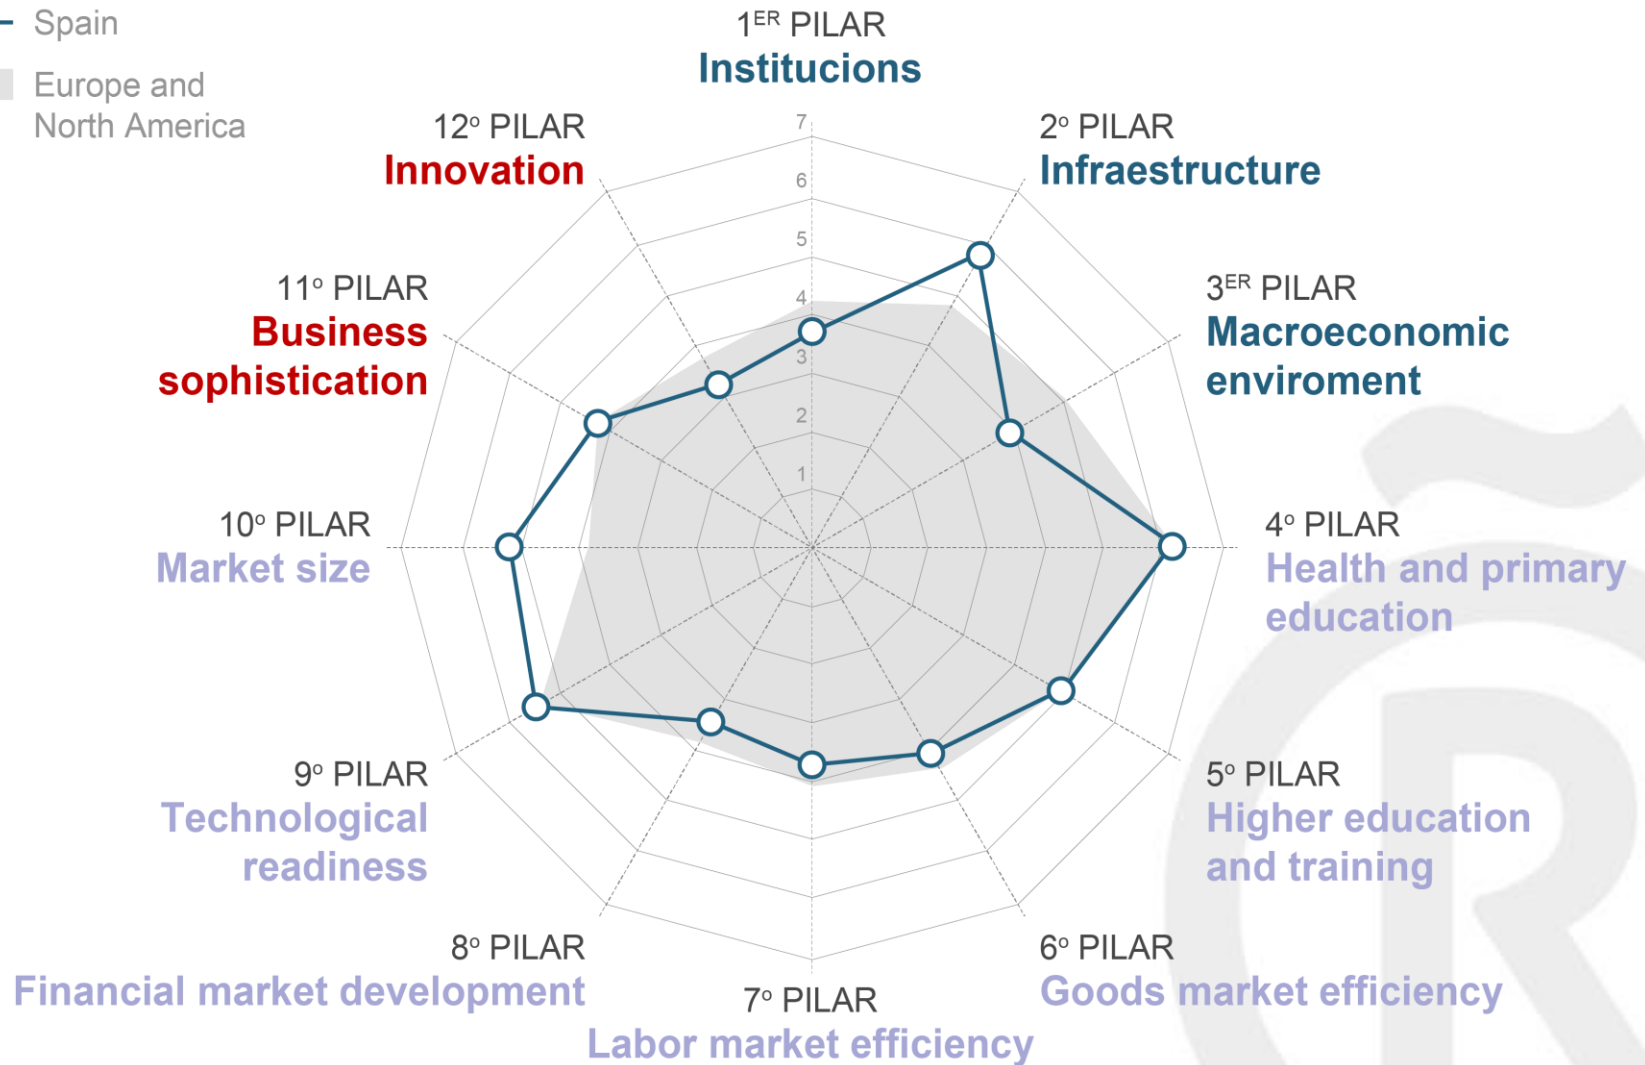 Spain
Europe and
North America
1ER PILAR
Institucions
2º PILAR
Infraestructure
3ER PILAR
Macroeconomic
enviroment
4º PILAR
Health and primary
education
5º PILAR
Higher education
and training
6º PILAR
Goods market efficiency
7º PILAR
Labor market efficiency
8º PILAR
Financial market development
9º PILAR
Technological
readiness
10º PILAR
Market size
11º PILAR
Business
sophistication
12º PILAR
Innovation
7
6
5
4
3
2
1
R